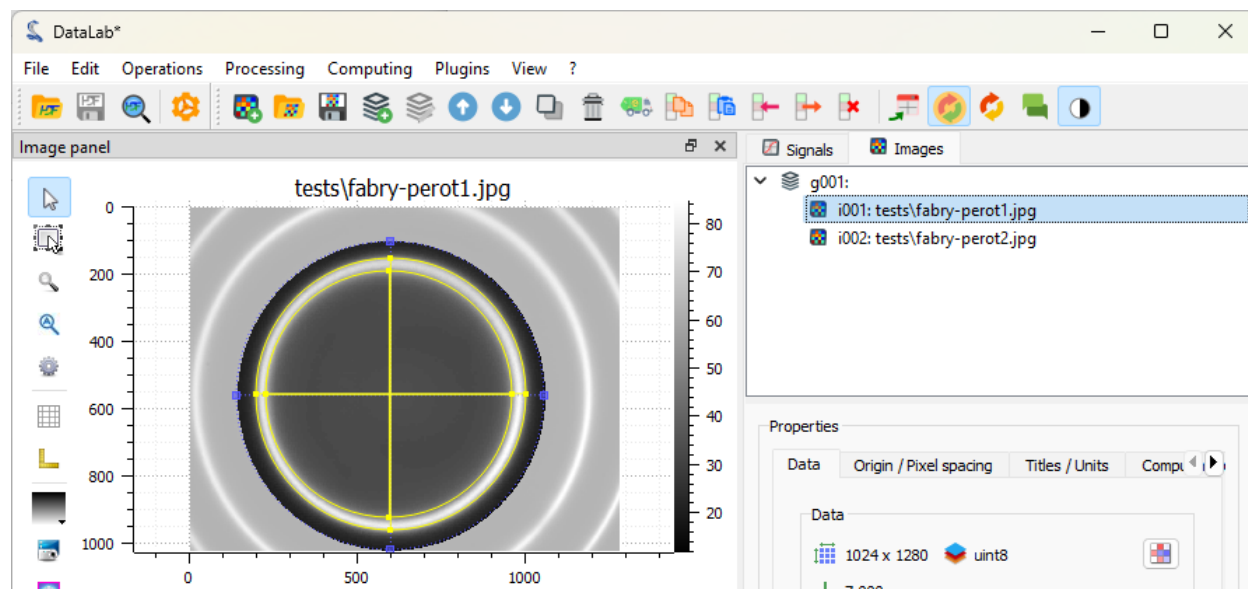 DataLab*
File Edit Operations Processing Computing Plugins View ?
Image panel
Signals Images
tests\fabry-perot1.jpg
g001:
i001: tests\fabry-perot1.jpg
i002: tests\fabry-perot2.jpg
0
200
400
600
800
1000
0 500 1000
80
70
60
50
40
30
20
Properties
Data Origin / Pixel spacing Titles / Units
Data
1024 x 1280 uint8